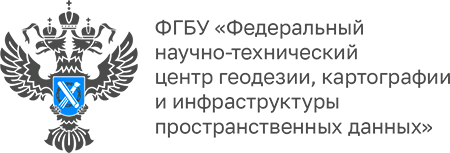 ФГБУ «Федеральный
научно-технический
центр геодезии, картографии
и инфраструктуры
пространственных данных»